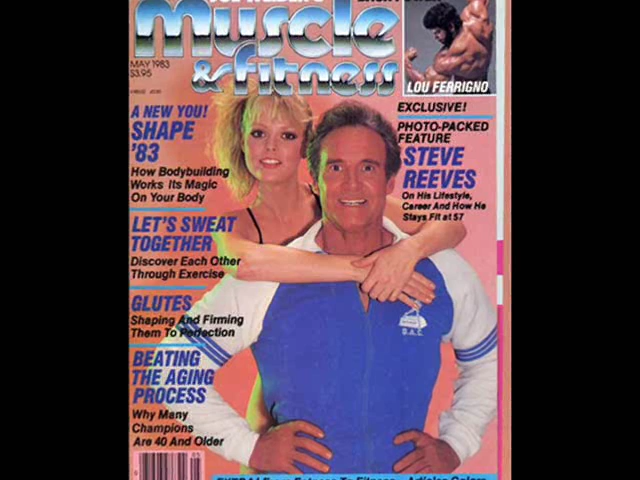 JOE WEIDER'S
Muscle
& Fitness
MAY 1983
$3.95
LOU FERRIGNO
EXCLUSIVE!
PHOTO-PACKED
FEATURE
STEVE
REEVES
On His Lifestyle,
Career And How He
Stays Fit at 57
A NEW YOU!
SHAPE
'83
How Bodybuilding
Works Its Magic
On Your Body
LET'S SWEAT
TOGETHER
Discover Each Other
Through Exercise
GLUTES
Shaping And Firming
Them To Perfection
BEATING
THE AGING
PROCESS
Why Many
Champions
Are 40 And Older